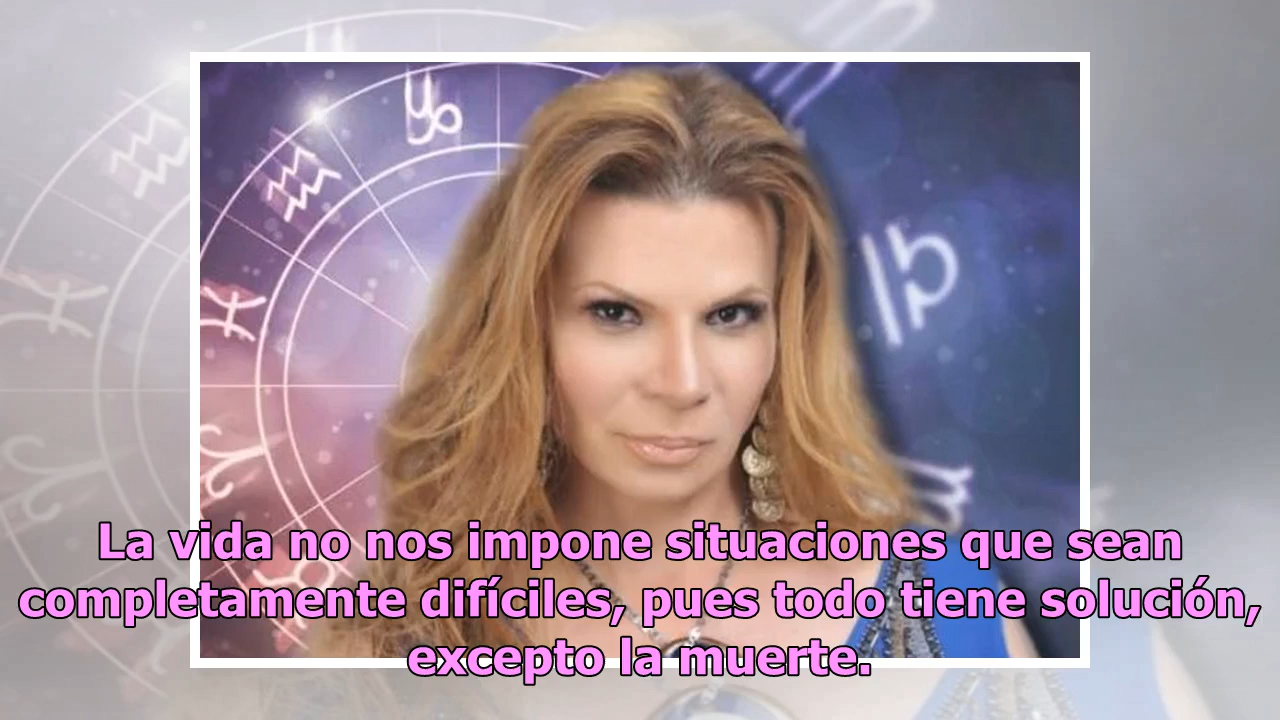 La vida no nos impone situaciones que sean
completamente difíciles, pues todo tiene solución,
excepto la muerte.